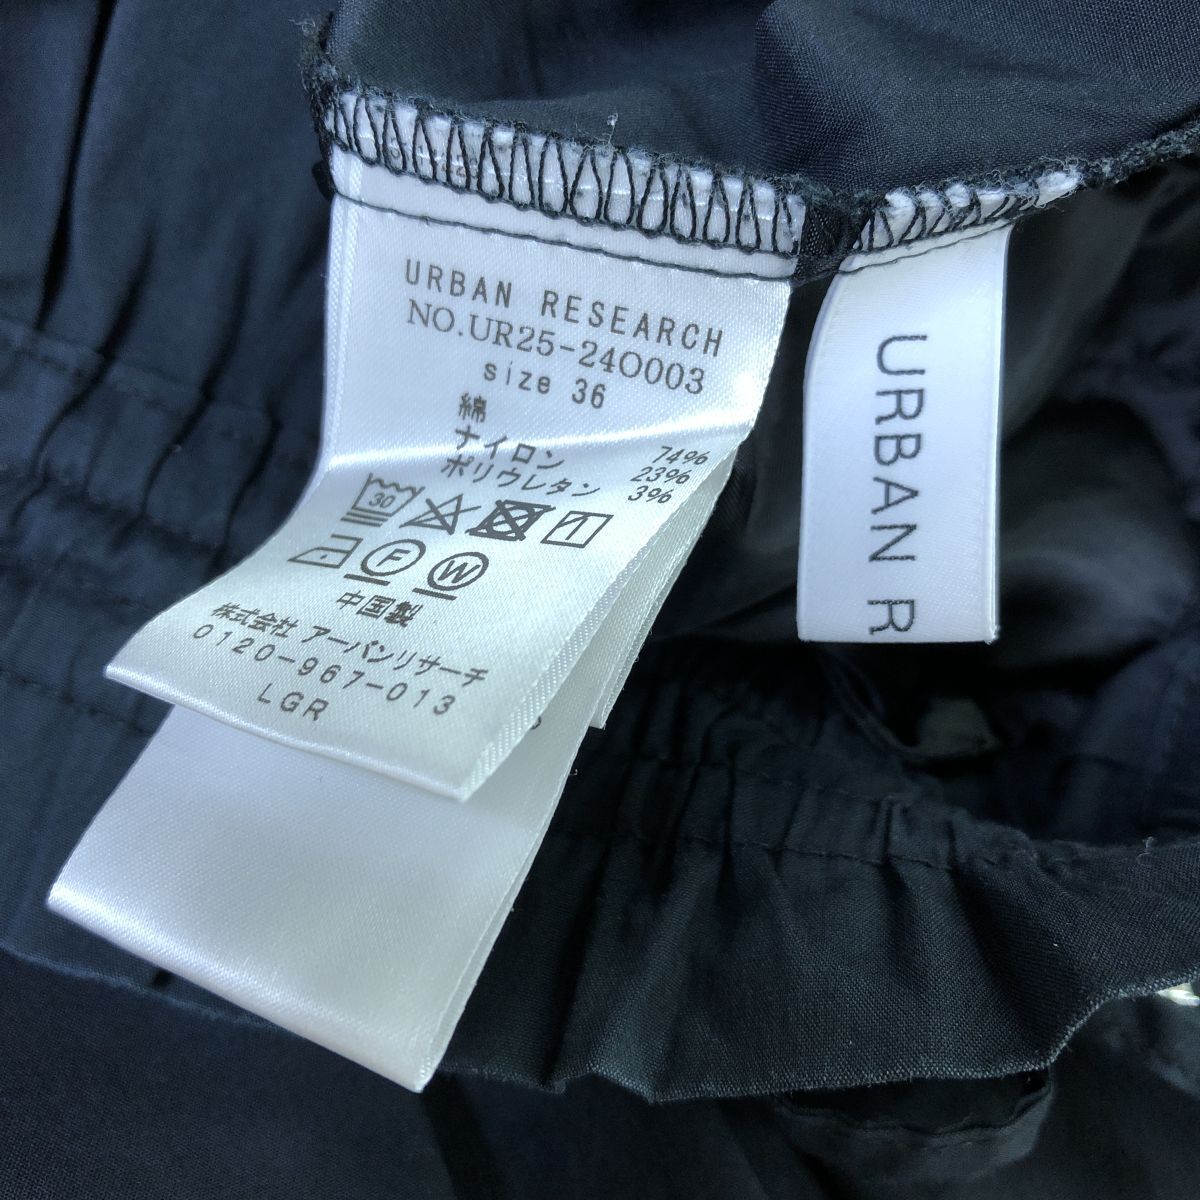 URBAN RESEARCH
NO.UR25-24O003
size 36
綿 74%
ナイロン 23%
ポリウレタン 3%
30
F W
中国製
株式会社 アーバンリサーチ
0120-967-013
LGR
URBAN R